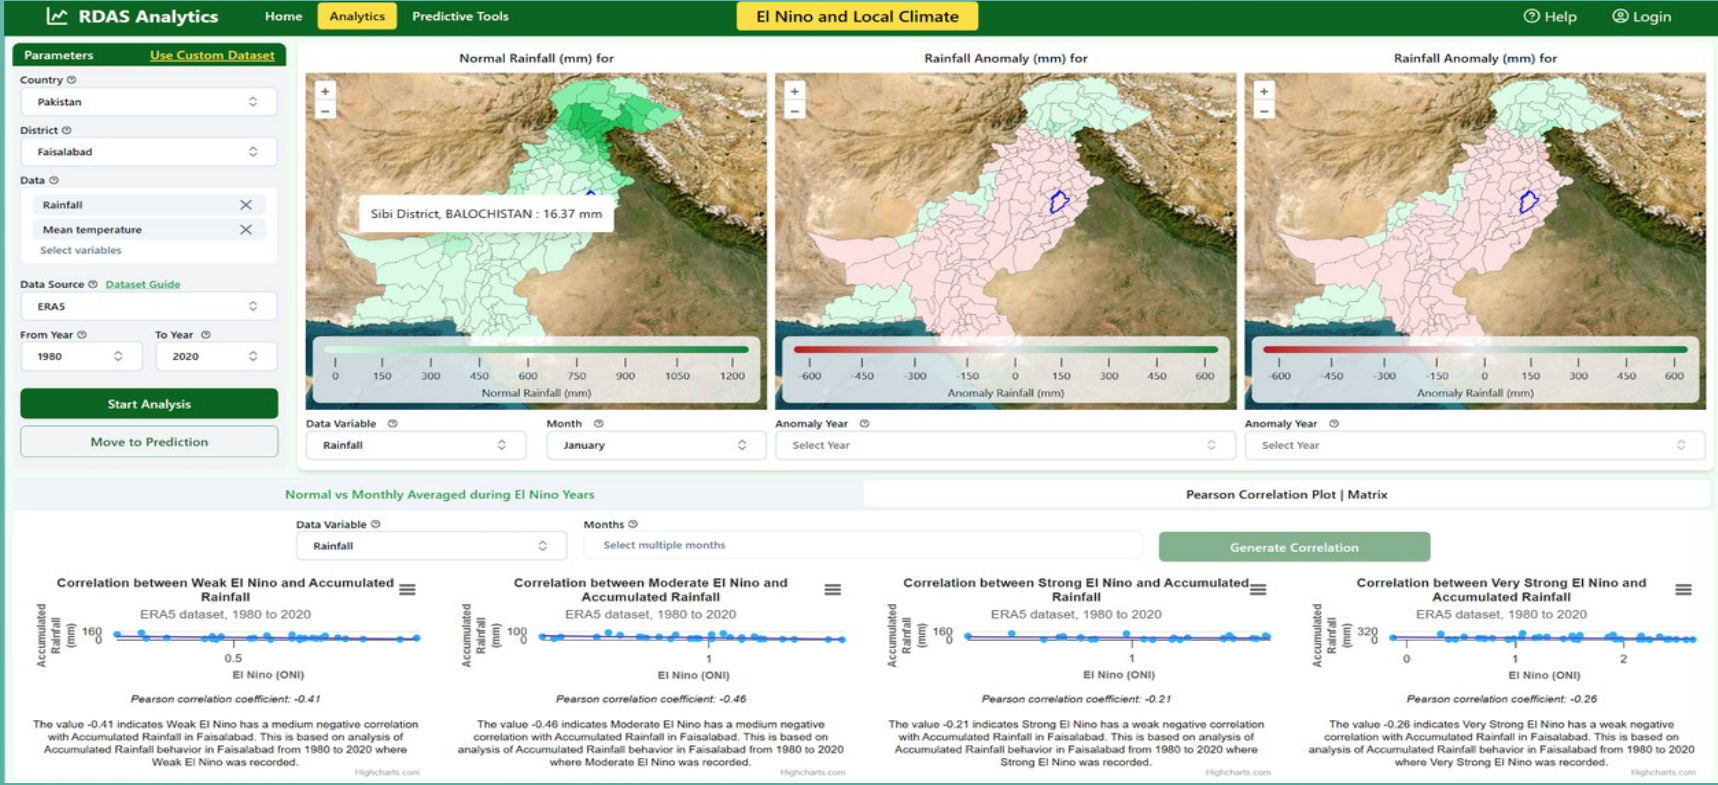 RDAS Analytics
Home
Analytics
Predictive Tools
El Nino and Local Climate
Help
Login
Parameters
Use Custom Dataset
Country
Pakistan
District
Faisalabad
Data
Rainfall
Mean temperature
Select variables
Data Source
Dataset Guide
ERA5
From Year
To Year
1980
2020
Start Analysis
Move to Prediction
Normal Rainfall (mm) for
+
−
Sibi District, BALOCHISTAN : 16.37 mm
0 150 300 450 600 750 900 1050 1200
Normal Rainfall (mm)
Data Variable
Month
Rainfall
January
Rainfall Anomaly (mm) for
+
−
-600 -450 -300 -150 0 150 300 450 600
Anomaly Rainfall (mm)
Anomaly Year
Select Year
Rainfall Anomaly (mm) for
+
−
-600 -450 -300 -150 0 150 300 450 600
Anomaly Rainfall (mm)
Anomaly Year
Select Year
Normal vs Monthly Averaged during El Nino Years
Pearson Correlation Plot | Matrix
Data Variable
Months
Rainfall
Select multiple months
Generate Correlation
Correlation between Weak El Nino and Accumulated
Rainfall
ERA5 dataset, 1980 to 2020
Accumulated
Rainfall
(mm)
160
0
0.5
El Nino (ONI)
Pearson correlation coefficient: -0.41
The value -0.41 indicates Weak El Nino has a medium negative correlation
with Accumulated Rainfall in Faisalabad. This is based on analysis of
Accumulated Rainfall behavior in Faisalabad from 1980 to 2020 where
Weak El Nino was recorded.
Highcharts.com
Correlation between Moderate El Nino and
Accumulated Rainfall
ERA5 dataset, 1980 to 2020
Accumulated
Rainfall
(mm)
100
0
1
El Nino (ONI)
Pearson correlation coefficient: -0.46
The value -0.46 indicates Moderate El Nino has a medium negative
correlation with Accumulated Rainfall in Faisalabad. This is based on
analysis of Accumulated Rainfall behavior in Faisalabad from 1980 to 2020
where Moderate El Nino was recorded.
Highcharts.com
Correlation between Strong El Nino and Accumulated
Rainfall
ERA5 dataset, 1980 to 2020
Accumulated
Rainfall
(mm)
160
0
1
El Nino (ONI)
Pearson correlation coefficient: -0.21
The value -0.21 indicates Strong El Nino has a weak negative correlation
with Accumulated Rainfall in Faisalabad. This is based on analysis of
Accumulated Rainfall behavior in Faisalabad from 1980 to 2020 where
Strong El Nino was recorded.
Highcharts.com
Correlation between Very Strong El Nino and
Accumulated Rainfall
ERA5 dataset, 1980 to 2020
Accumulated
Rainfall
(mm)
320
0
0 1 2
El Nino (ONI)
Pearson correlation coefficient: -0.26
The value -0.26 indicates Very Strong El Nino has a weak negative
correlation with Accumulated Rainfall in Faisalabad. This is based on
analysis of Accumulated Rainfall behavior in Faisalabad from 1980 to 2020
where Very Strong El Nino was recorded.
Highcharts.com